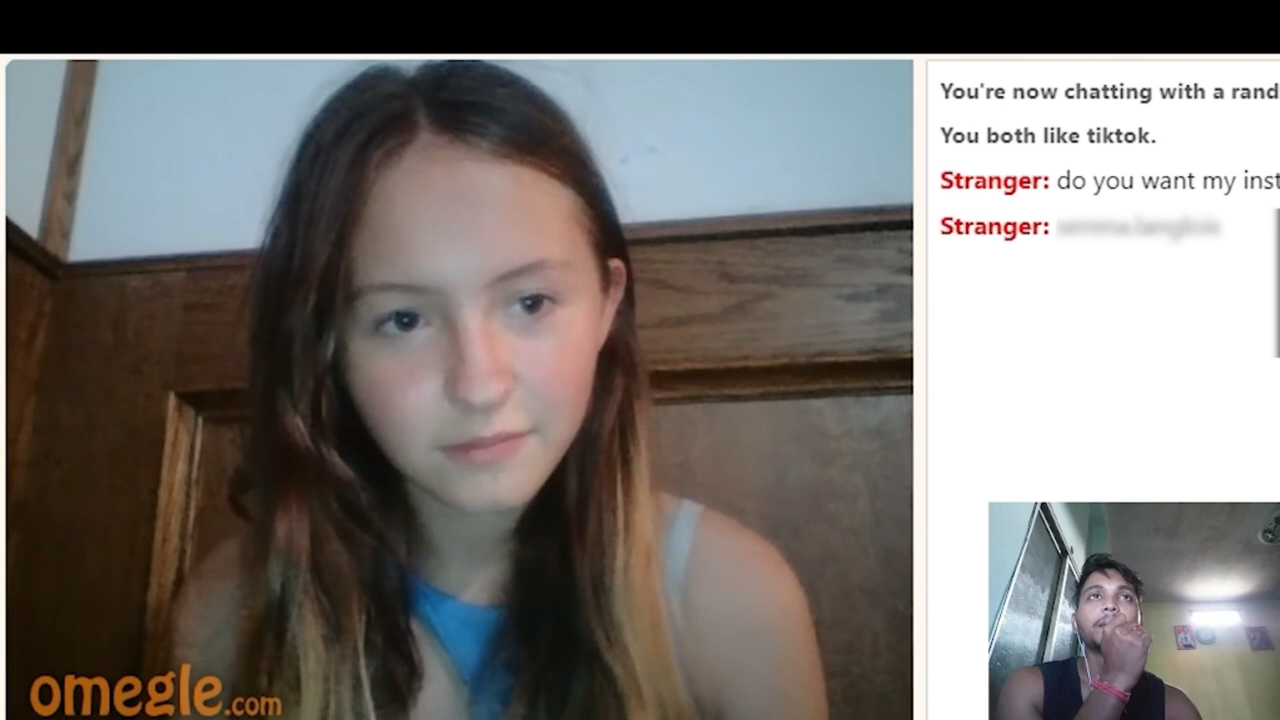 You're now chatting with a rand
You both like tiktok.
Stranger: do you want my inst
Stranger:
omegle.com